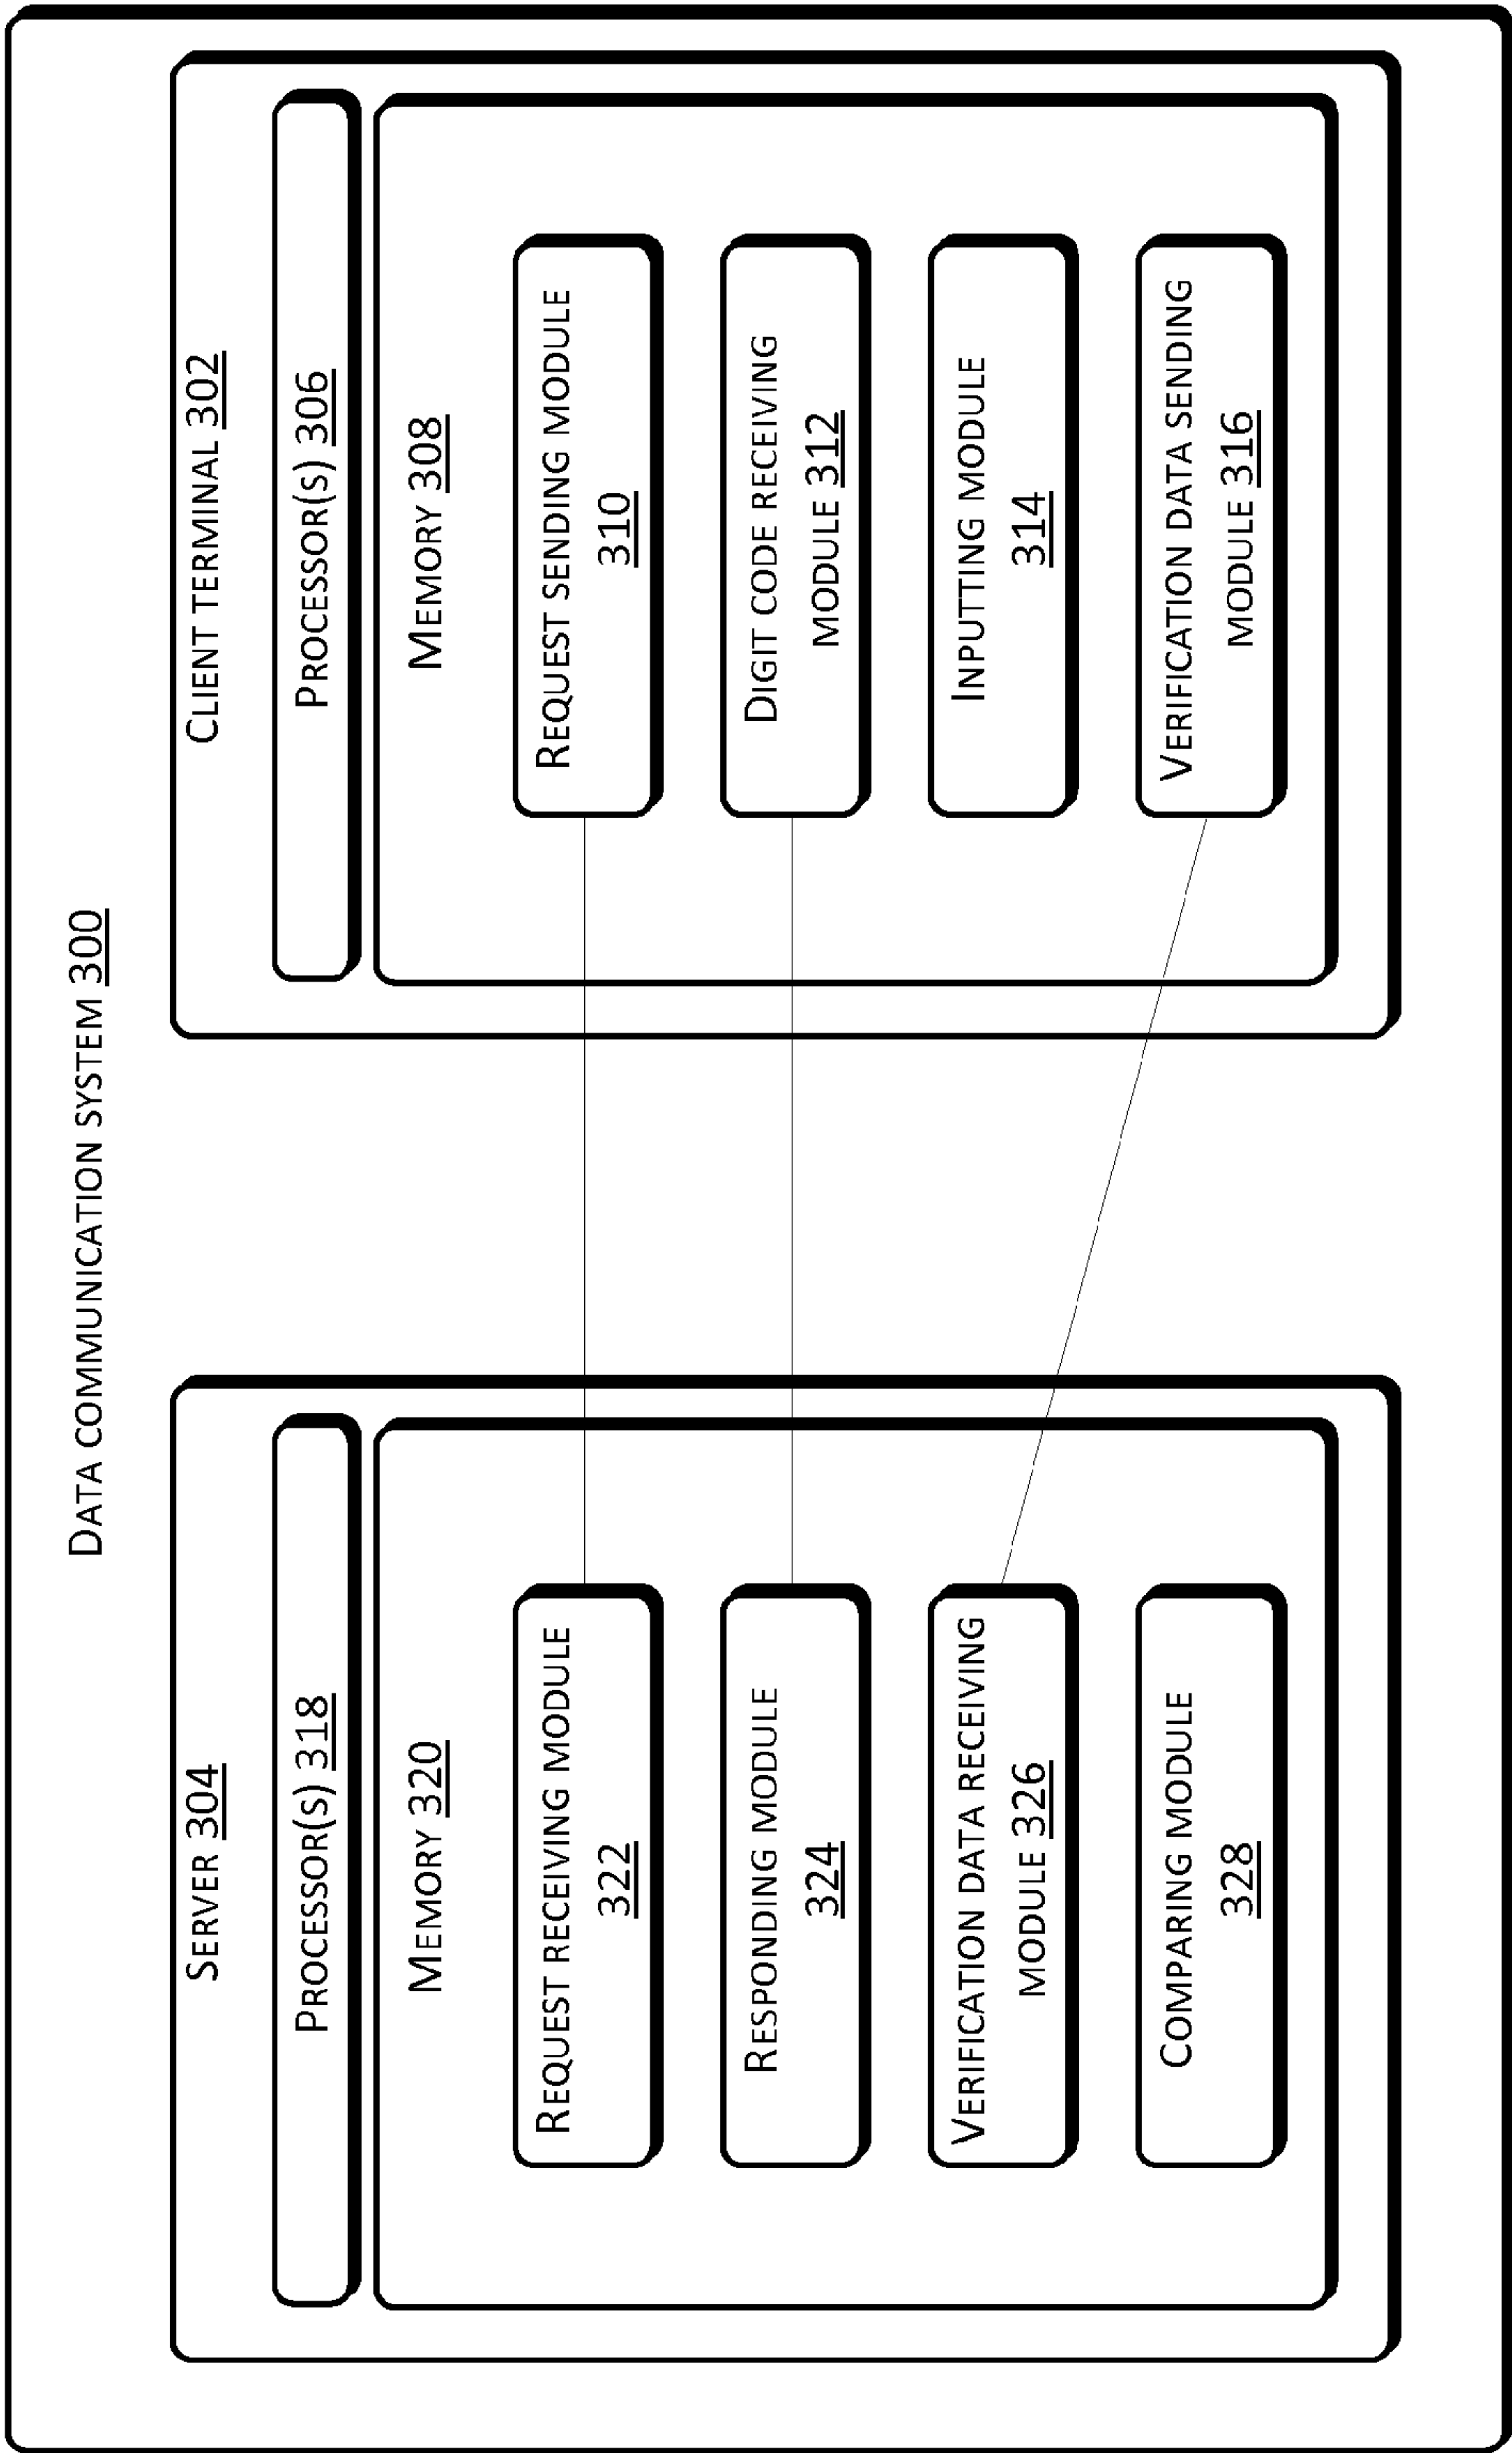 DATA COMMUNICATION SYSTEM 300
SERVER 304
PROCESSOR(S) 318
MEMORY 320
REQUEST RECEIVING MODULE
322
RESPONDING MODULE
324
VERIFICATION DATA RECEIVING
MODULE 326
COMPARING MODULE
328
CLIENT TERMINAL 302
PROCESSOR(S) 306
MEMORY 308
REQUEST SENDING MODULE
310
DIGIT CODE RECEIVING
MODULE 312
INPUTTING MODULE
314
VERIFICATION DATA SENDING
MODULE 316